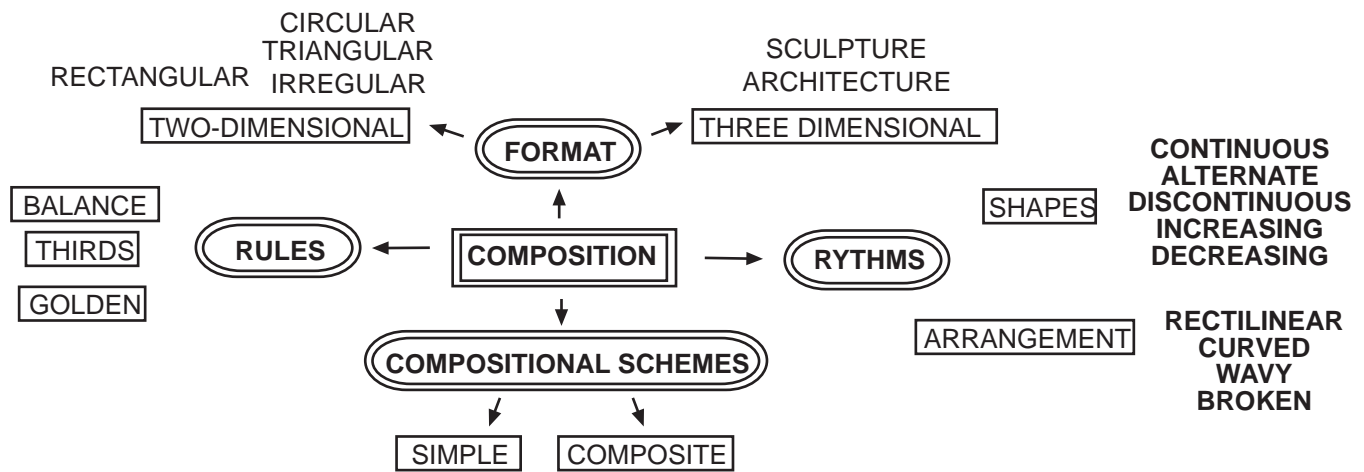 CIRCULAR
TRIANGULAR
IRREGULAR
RECTANGULAR
TWO-DIMENSIONAL
SCULPTURE
ARCHITECTURE
THREE DIMENSIONAL
FORMAT
BALANCE
THIRDS
GOLDEN
RULES
COMPOSITION
RYTHMS
SHAPES
CONTINUOUS
ALTERNATE
DISCONTINUOUS
INCREASING
DECREASING
ARRANGEMENT
RECTILINEAR
CURVED
WAVY
BROKEN
COMPOSITIONAL SCHEMES
SIMPLE
COMPOSITE